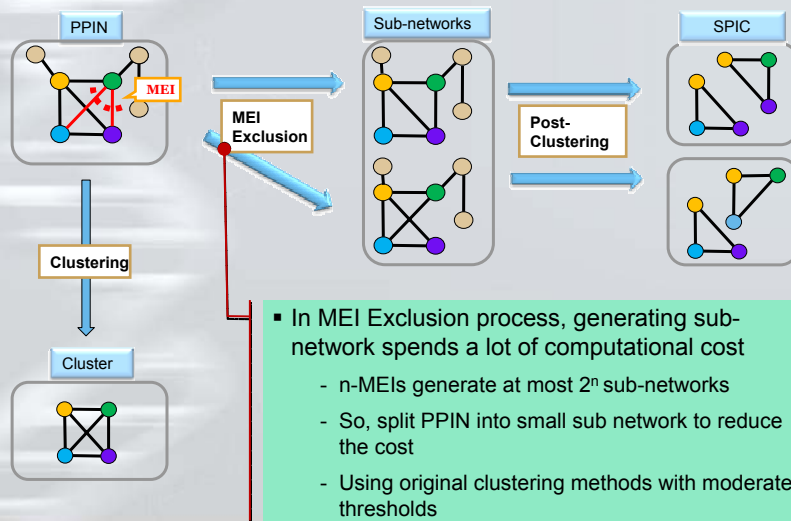 PPIN
Sub-networks
SPIC
MEI
MEI
Exclusion
Post-
Clustering
Clustering
Cluster
▪ In MEI Exclusion process, generating sub-
network spends a lot of computational cost
- n-MEIs generate at most 2ⁿ sub-networks
- So, split PPIN into small sub network to reduce
the cost
- Using original clustering methods with moderate
thresholds